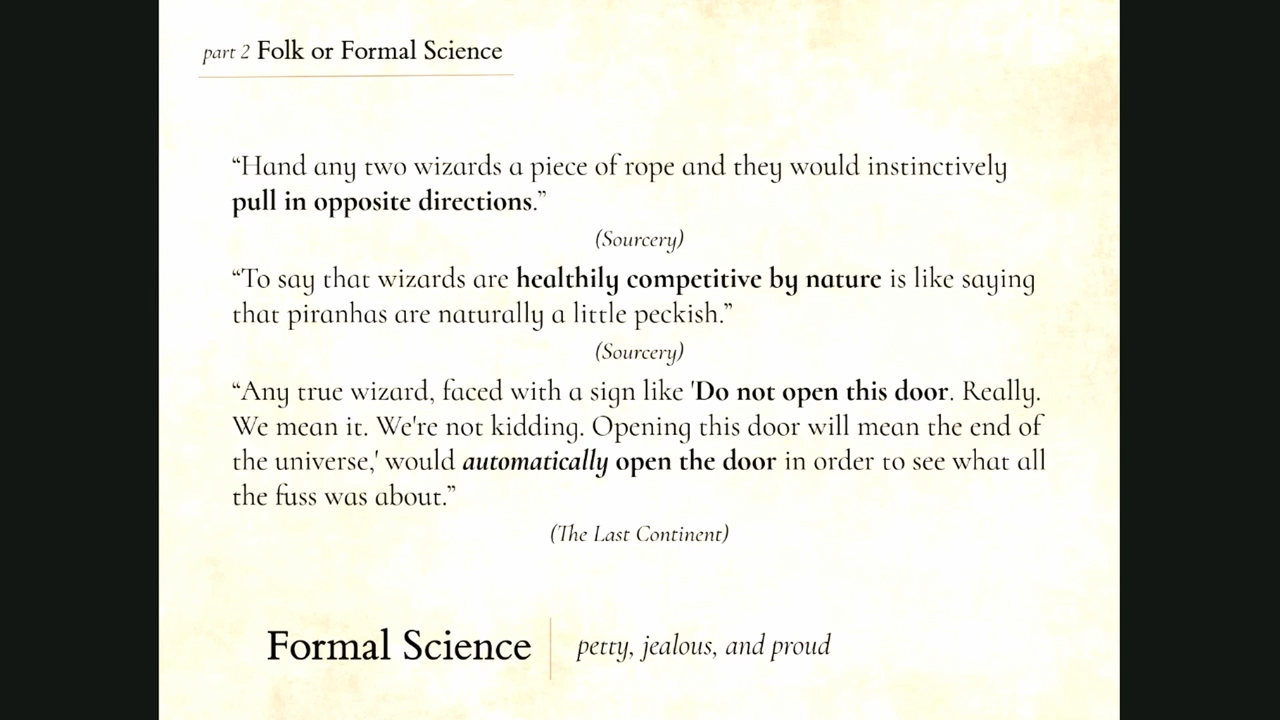 part 2 Folk or Formal Science
“Hand any two wizards a piece of rope and they would instinctively
pull in opposite directions.”
(Sourcery)
“To say that wizards are healthily competitive by nature is like saying
that piranhas are naturally a little peckish.”
(Sourcery)
“Any true wizard, faced with a sign like 'Do not open this door. Really.
We mean it. We're not kidding. Opening this door will mean the end of
the universe,' would automatically open the door in order to see what all
the fuss was about.”
(The Last Continent)
Formal Science
petty, jealous, and proud